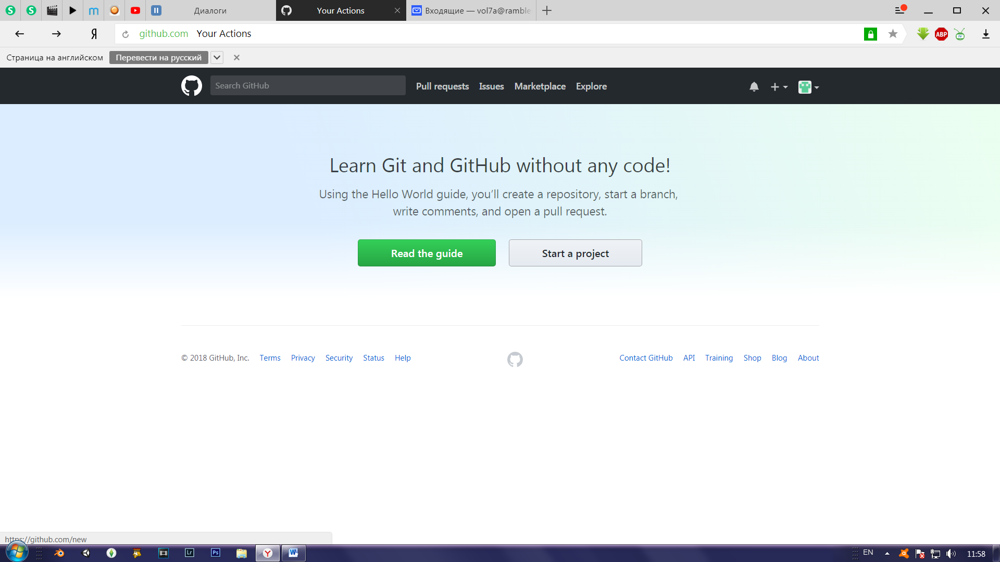 Диалоги
Your Actions
Входящие — vol7a@ramble
Я
github.com Your Actions
ABP
Страница на английском
Перевести на русский
Search GitHub
Pull requests
Issues
Marketplace
Explore
Learn Git and GitHub without any code!
Using the Hello World guide, you’ll create a repository, start a branch,
write comments, and open a pull request.
Read the guide
Start a project
© 2018 GitHub, Inc.
Terms
Privacy
Security
Status
Help
Contact GitHub
API
Training
Shop
Blog
About
https://github.com/new
Lr
Ps
Y
W
EN
11:58